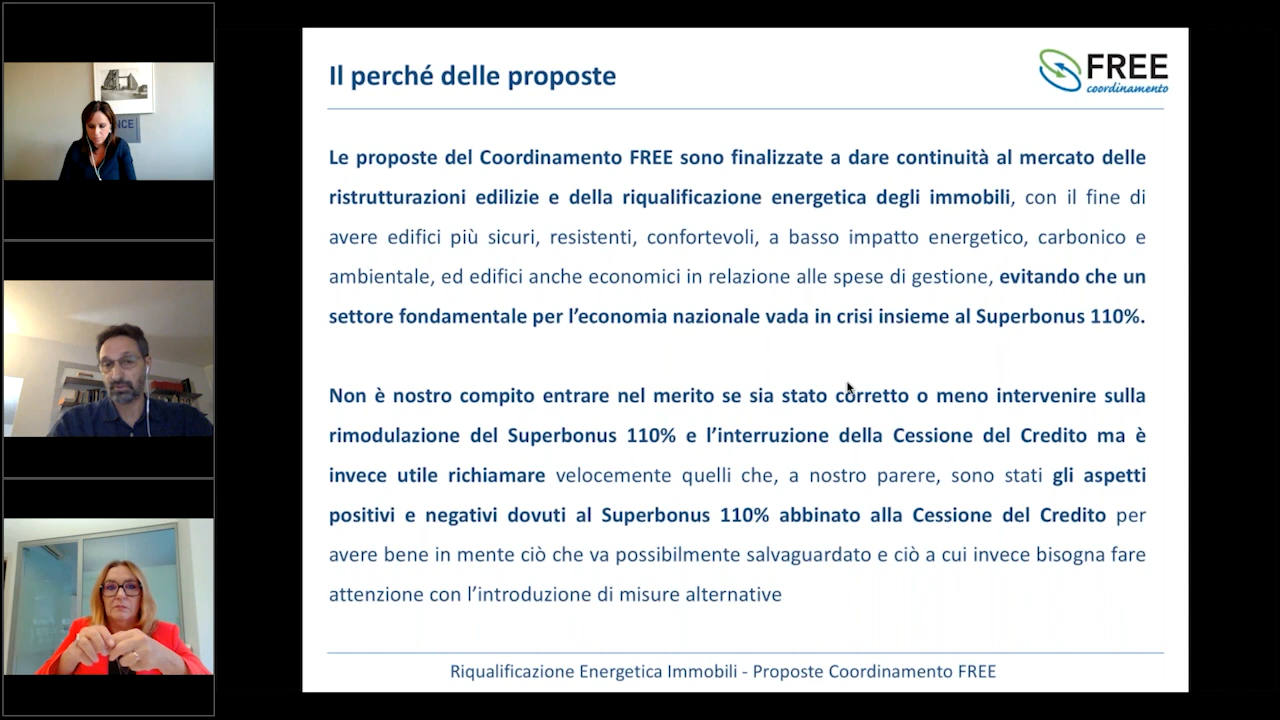 NCE
Il perché delle proposte
FREE
coordinamento
Le proposte del Coordinamento FREE sono finalizzate a dare continuità al mercato delle
ristrutturazioni edilizie e della riqualificazione energetica degli immobili, con il fine di
avere edifici più sicuri, resistenti, confortevoli, a basso impatto energetico, carbonico e
ambientale, ed edifici anche economici in relazione alle spese di gestione, evitando che un
settore fondamentale per l’economia nazionale vada in crisi insieme al Superbonus 110%.
Non è nostro compito entrare nel merito se sia stato corretto o meno intervenire sulla
rimodulazione del Superbonus 110% e l’interruzione della Cessione del Credito ma è
invece utile richiamare velocemente quelli che, a nostro parere, sono stati gli aspetti
positivi e negativi dovuti al Superbonus 110% abbinato alla Cessione del Credito per
avere bene in mente ciò che va possibilmente salvaguardato e ciò a cui invece bisogna fare
attenzione con l’introduzione di misure alternative
Riqualificazione Energetica Immobili - Proposte Coordinamento FREE